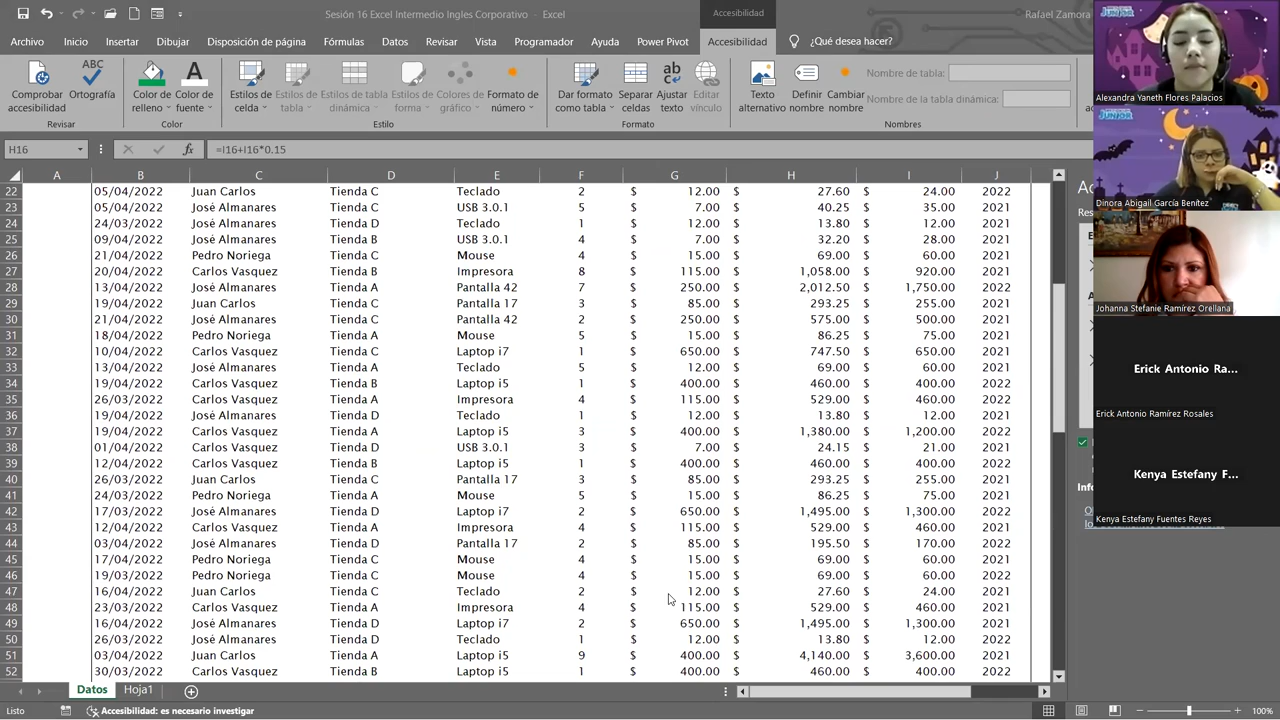 Sesión 16 Excel Intermedio Ingles Corporativo - Excel
Accesibilidad
Rafael Zamora
Archivo Inicio Insertar Dibujar Disposición de página Fórmulas Datos Revisar Vista Programador Ayuda Power Pivot Accesibilidad ¿Qué desea hacer?
Comprobar accesibilidad
ABC Ortografía
Revisar
Color de relleno
Color de fuente
Color
Estilos de celda
Estilos de tabla
Estilos de tabla dinámica
Estilos de forma
Colores de gráfico
Formato de número
Estilo
Dar formato como tabla
Separar celdas
ab Ajustar texto
Editar vínculo
Formato
Texto alternativo
Definir nombre
Cambiar nombre
Nombre de tabla:
Nombre de la tabla dinámica:
Nombres
H16 fx =I16+I16*0.15
A B C D E F G H I J
22 05/04/2022 Juan Carlos Tienda C Teclado 2 $ 12.00 $ 27.60 $ 24.00 2022
23 05/04/2022 José Almanares Tienda C USB 3.0.1 5 $ 7.00 $ 40.25 $ 35.00 2021
24 24/03/2022 José Almanares Tienda D Teclado 1 $ 12.00 $ 13.80 $ 12.00 2021
25 09/04/2022 José Almanares Tienda B USB 3.0.1 4 $ 7.00 $ 32.20 $ 28.00 2021
26 21/04/2022 Pedro Noriega Tienda C Mouse 4 $ 15.00 $ 69.00 $ 60.00 2021
27 20/04/2022 Carlos Vasquez Tienda B Impresora 8 $ 115.00 $ 1,058.00 $ 920.00 2021
28 13/04/2022 José Almanares Tienda A Pantalla 42 7 $ 250.00 $ 2,012.50 $ 1,750.00 2022
29 19/04/2022 Juan Carlos Tienda C Pantalla 17 3 $ 85.00 $ 293.25 $ 255.00 2021
30 21/04/2022 José Almanares Tienda C Pantalla 42 2 $ 250.00 $ 575.00 $ 500.00 2021
31 18/04/2022 Pedro Noriega Tienda A Mouse 5 $ 15.00 $ 86.25 $ 75.00 2021
32 10/04/2022 Carlos Vasquez Tienda C Laptop i7 1 $ 650.00 $ 747.50 $ 650.00 2021
33 13/04/2022 José Almanares Tienda A Teclado 5 $ 12.00 $ 69.00 $ 60.00 2021
34 19/04/2022 Carlos Vasquez Tienda B Laptop i5 1 $ 400.00 $ 460.00 $ 400.00 2022
35 26/03/2022 Carlos Vasquez Tienda A Impresora 4 $ 115.00 $ 529.00 $ 460.00 2022
36 19/04/2022 José Almanares Tienda D Teclado 1 $ 12.00 $ 13.80 $ 12.00 2021
37 19/04/2022 Carlos Vasquez Tienda A Laptop i5 3 $ 400.00 $ 1,380.00 $ 1,200.00 2022
38 01/04/2022 Carlos Vasquez Tienda D USB 3.0.1 3 $ 7.00 $ 24.15 $ 21.00 2021
39 12/04/2022 Carlos Vasquez Tienda B Laptop i5 1 $ 400.00 $ 460.00 $ 400.00 2022
40 26/03/2022 Juan Carlos Tienda C Pantalla 17 3 $ 85.00 $ 293.25 $ 255.00 2021
41 24/03/2022 Pedro Noriega Tienda A Mouse 5 $ 15.00 $ 86.25 $ 75.00 2021
42 17/03/2022 José Almanares Tienda D Laptop i7 2 $ 650.00 $ 1,495.00 $ 1,300.00 2022
43 12/04/2022 Carlos Vasquez Tienda A Impresora 4 $ 115.00 $ 529.00 $ 460.00 2021
44 03/04/2022 José Almanares Tienda D Pantalla 17 2 $ 85.00 $ 195.50 $ 170.00 2021
45 17/04/2022 Pedro Noriega Tienda C Mouse 4 $ 15.00 $ 69.00 $ 60.00 2021
46 19/03/2022 Pedro Noriega Tienda C Mouse 4 $ 15.00 $ 69.00 $ 60.00 2022
47 16/04/2022 Juan Carlos Tienda C Teclado 2 $ 12.00 $ 27.60 $ 24.00 2021
48 23/03/2022 Carlos Vasquez Tienda A Impresora 4 $ 115.00 $ 529.00 $ 460.00 2021
49 16/04/2022 José Almanares Tienda D Laptop i7 2 $ 650.00 $ 1,495.00 $ 1,300.00 2021
50 26/03/2022 José Almanares Tienda D Teclado 1 $ 12.00 $ 13.80 $ 12.00 2022
51 03/04/2022 Juan Carlos Tienda A Laptop i5 9 $ 400.00 $ 4,140.00 $ 3,600.00 2021
52 30/03/2022 Carlos Vasquez Tienda B Laptop i5 1 $ 400.00 $ 460.00 $ 400.00 2022
Datos Hoja1
Listo Accesibilidad: es necesario investigar 100%
JUNIOR
Alexandra Yaneth Flores Palacios
JUNIOR
Dinora Abigail García Benítez
Johanna Stefanie Ramírez Orellana
Erick Antonio Ra...
Erick Antonio Ramírez Rosales
Kenya Estefany F...
Kenya Estefany Fuentes Reyes